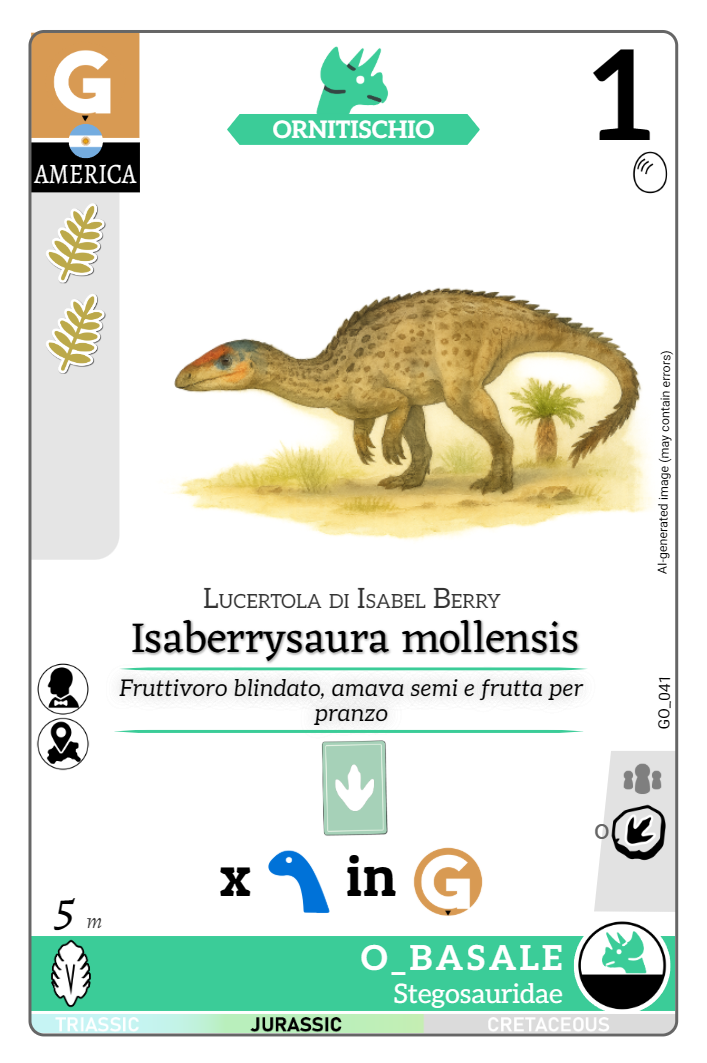 G
ORNITISCHIO
1
AMERICA
AI-generated image (may contain errors)
LUCERTOLA DI ISABEL BERRY
Isaberrysaura mollensis
Fruttivoro blindato, amava semi e frutta per
pranzo
GO_041
O
x in G
5 m
O_BASALE
Stegosauridae
TRIASSIC JURASSIC CRETACEOUS